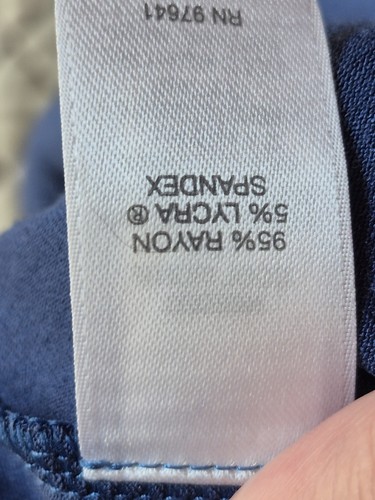 95% RAYON
5% LYCRA ®
SPANDEX
RN 97641